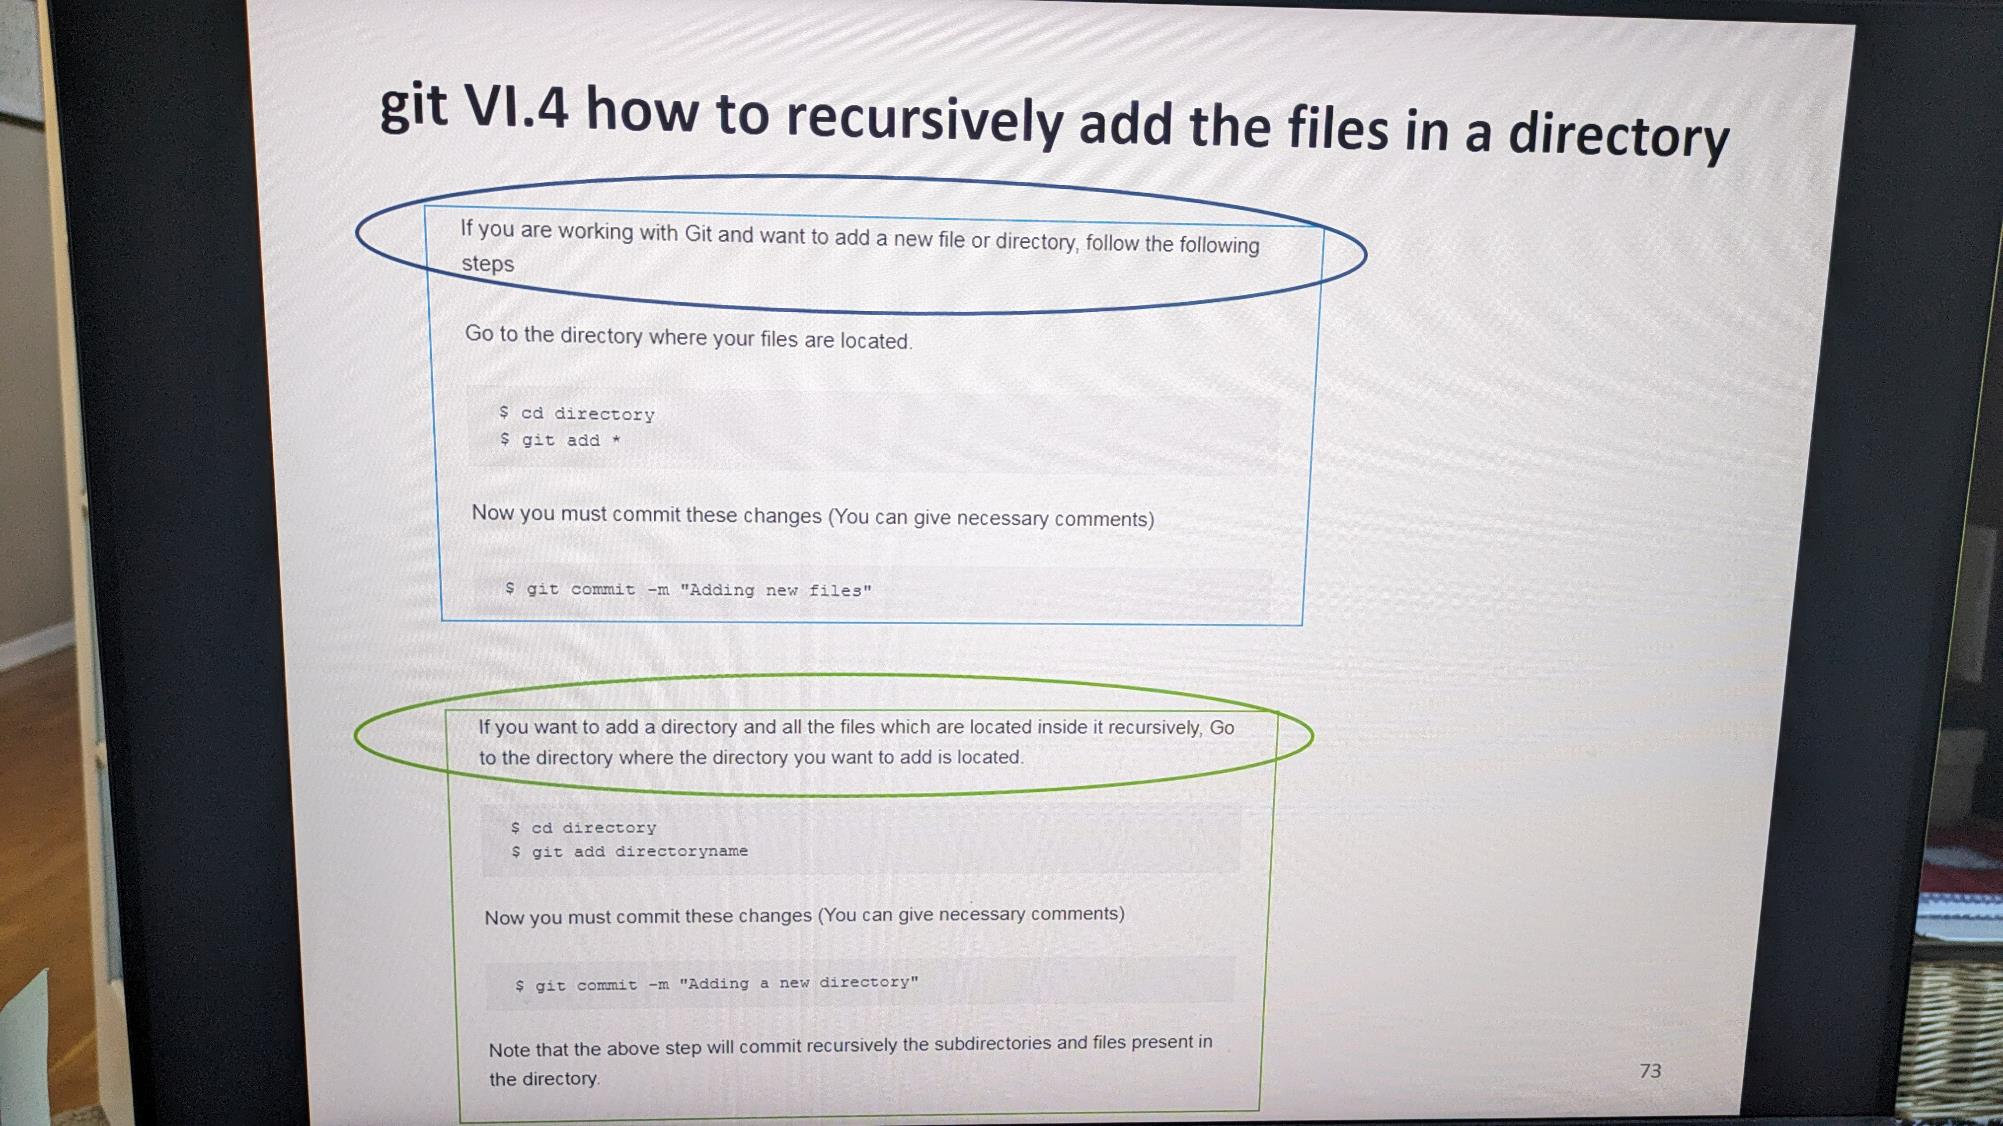 git VI.4 how to recursively add the files in a directory
If you are working with Git and want to add a new file or directory, follow the following
steps
Go to the directory where your files are located.
$ cd directory
$ git add *
Now you must commit these changes (You can give necessary comments)
$ git commit -m "Adding new files"
If you want to add a directory and all the files which are located inside it recursively, Go
to the directory where the directory you want to add is located.
$ cd directory
$ git add directoryname
Now you must commit these changes (You can give necessary comments)
$ git commit -m "Adding a new directory"
Note that the above step will commit recursively the subdirectories and files present in
the directory.
73